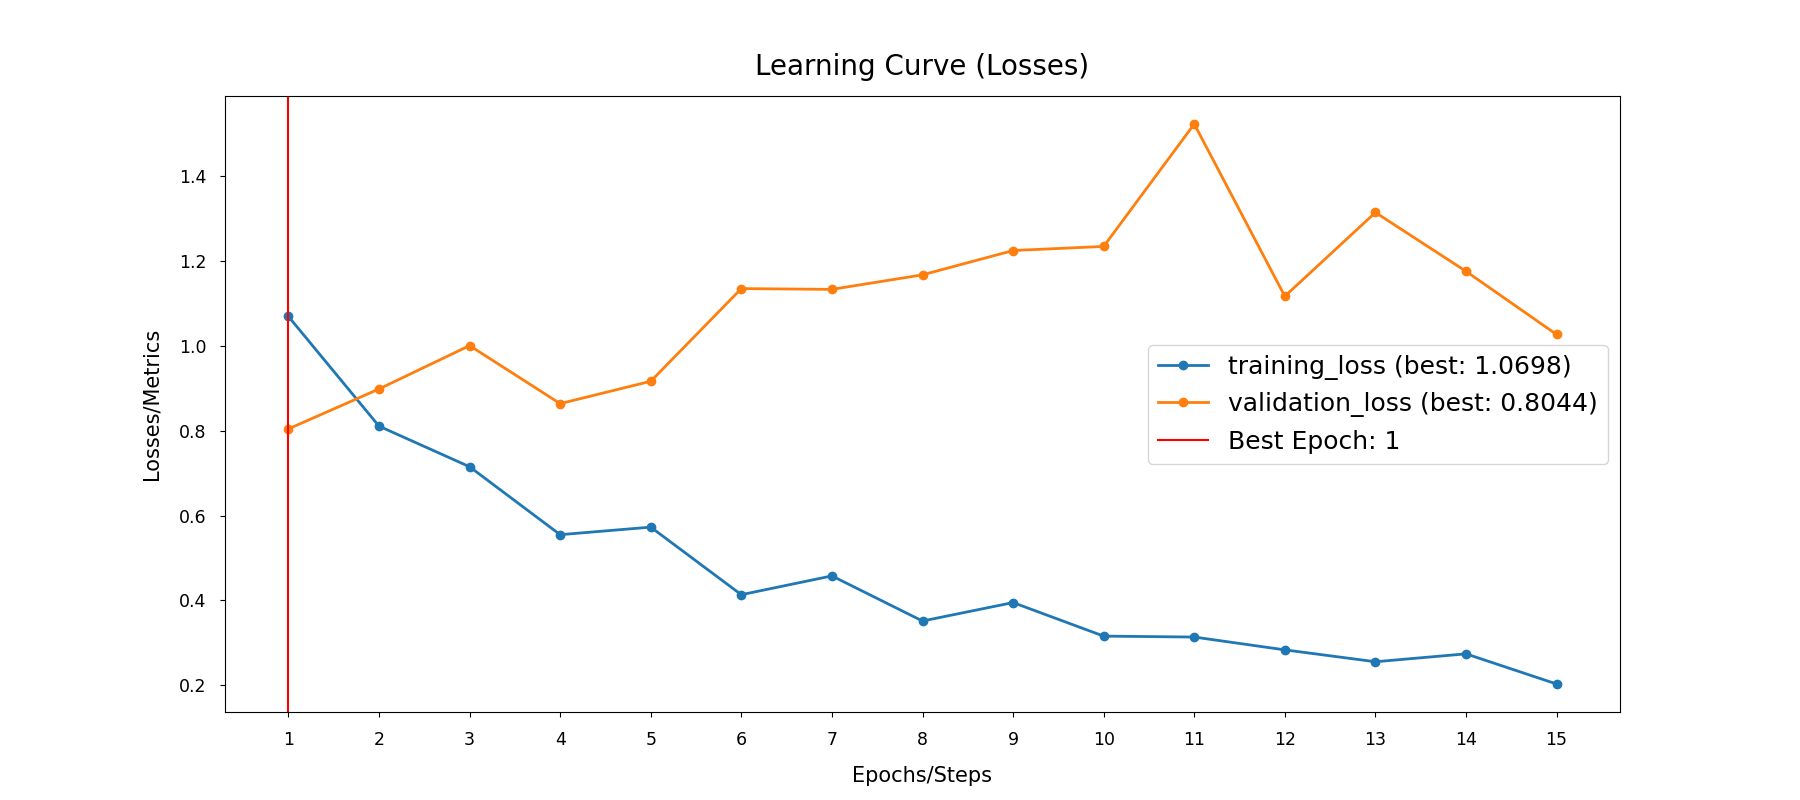 Learning Curve (Losses)
Losses/Metrics
1.4
1.2
1.0
0.8
0.6
0.4
0.2
training_loss (best: 1.0698)
validation_loss (best: 0.8044)
Best Epoch: 1
1 2 3 4 5 6 7 8 9 10 11 12 13 14 15
Epochs/Steps